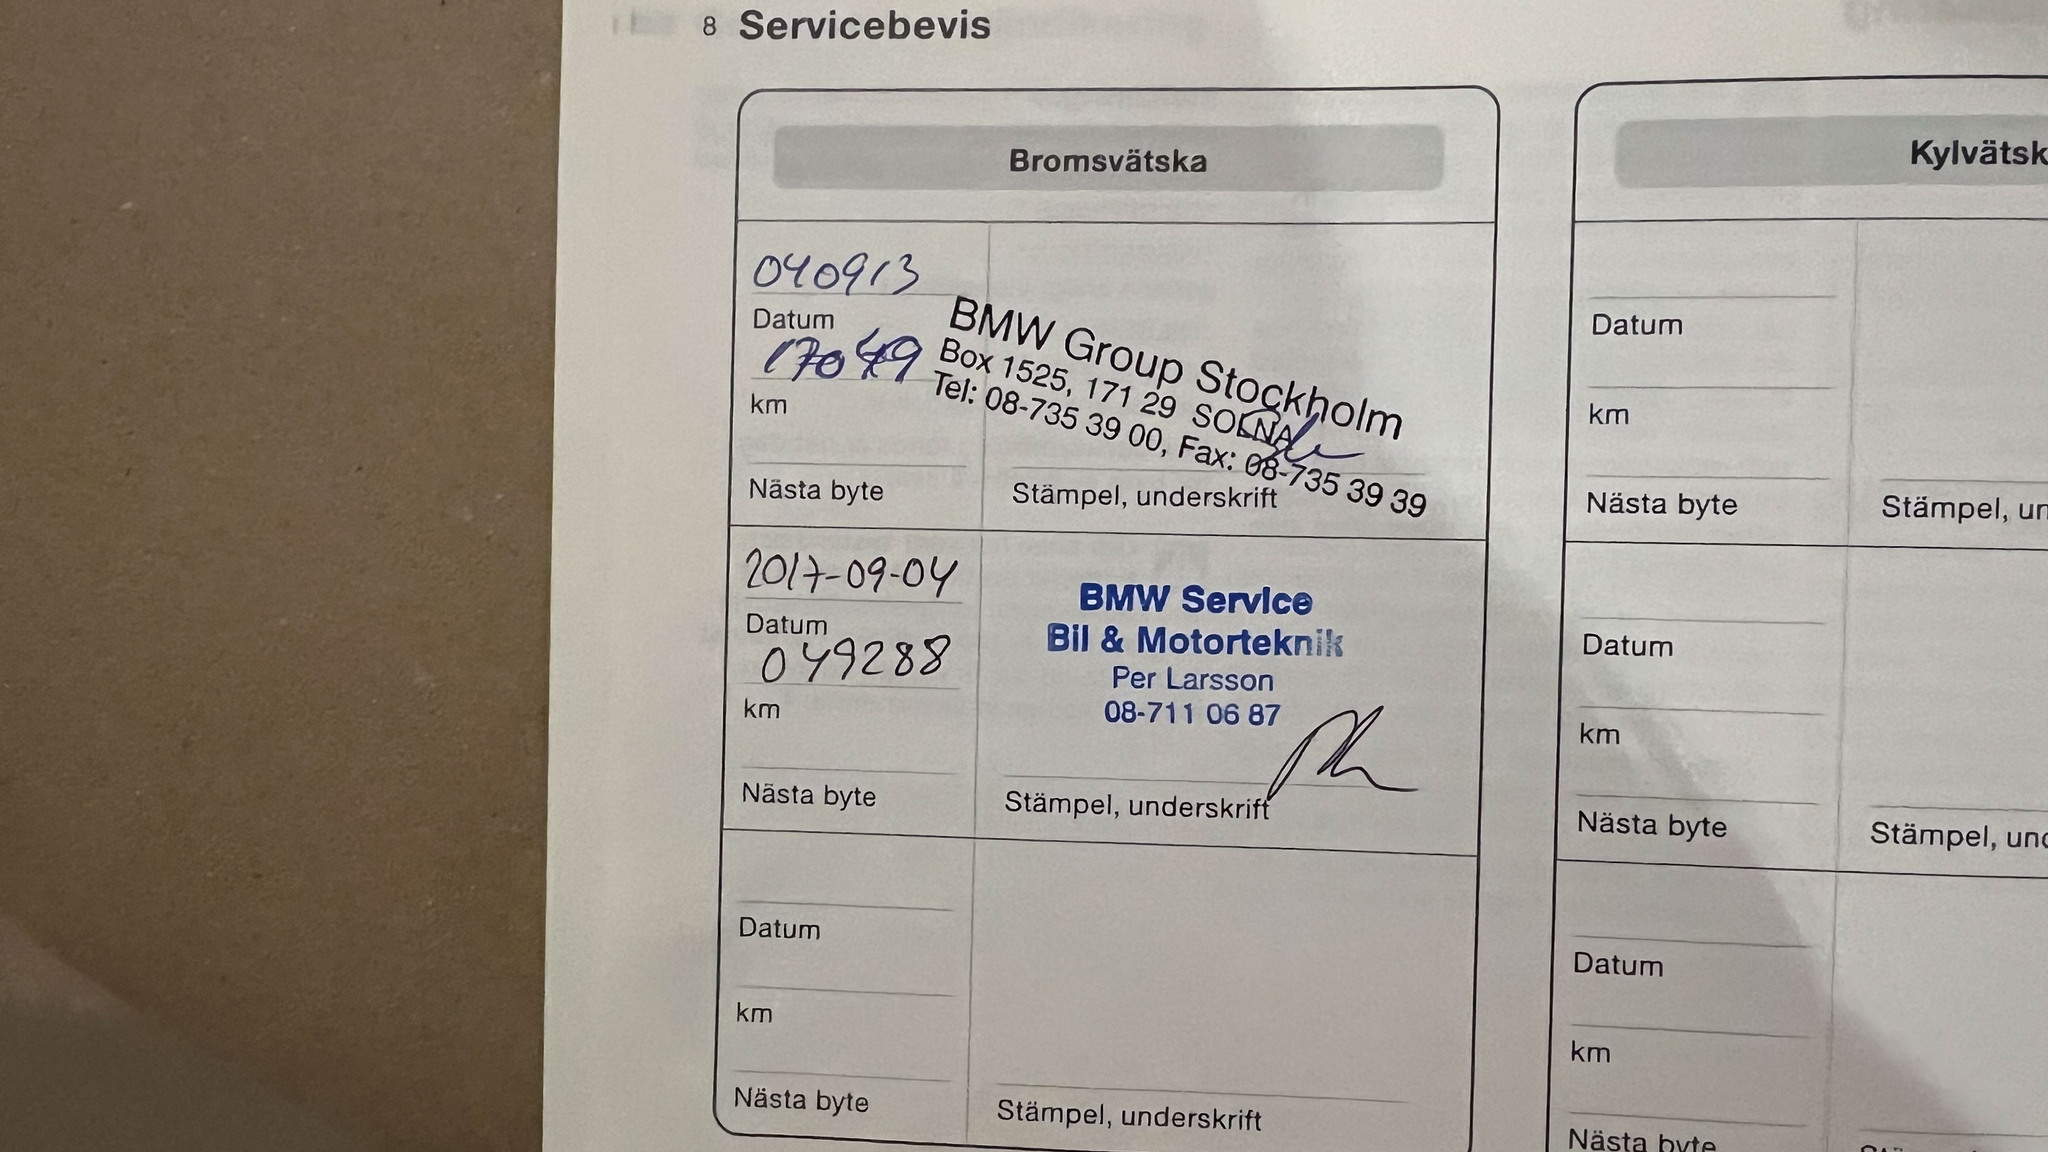 8 Servicebevis
Bromsvätska
040913
Datum
17049
km
Nästa byte
BMW Group Stockholm
Box 1525, 171 29 SOLNA
Tel: 08-735 39 00, Fax: 08-735 39 39
Stämpel, underskrift
2017-09-04
Datum
049288
km
Nästa byte
BMW Service
Bil & Motorteknik
Per Larsson
08-711 06 87
Stämpel, underskrift
Datum
km
Nästa byte
Stämpel, underskrift
Kylvätsk
Datum
km
Nästa byte
Stämpel, un
Datum
km
Nästa byte
Stämpel, und
Datum
km
Nästa byte